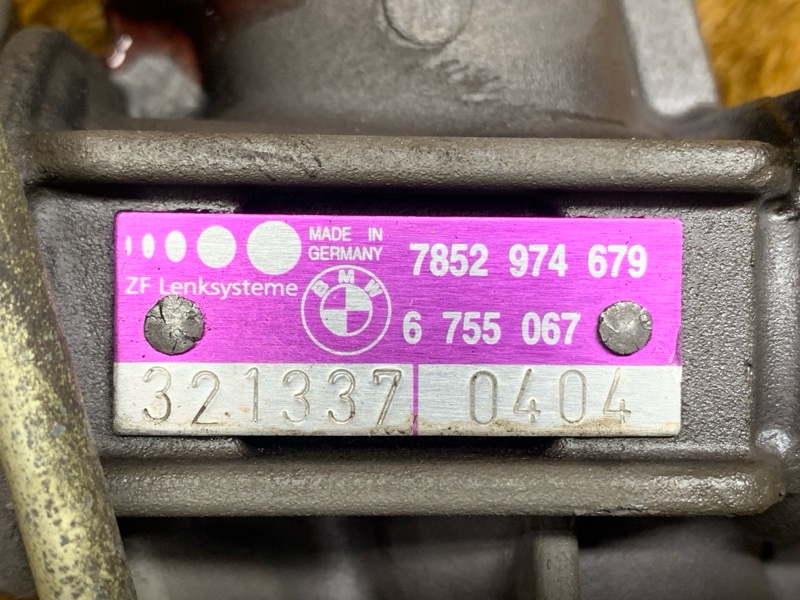 MADE IN
GERMANY
7852 974 679
ZF Lenksysteme
BMW
6 755 067
321337 0404